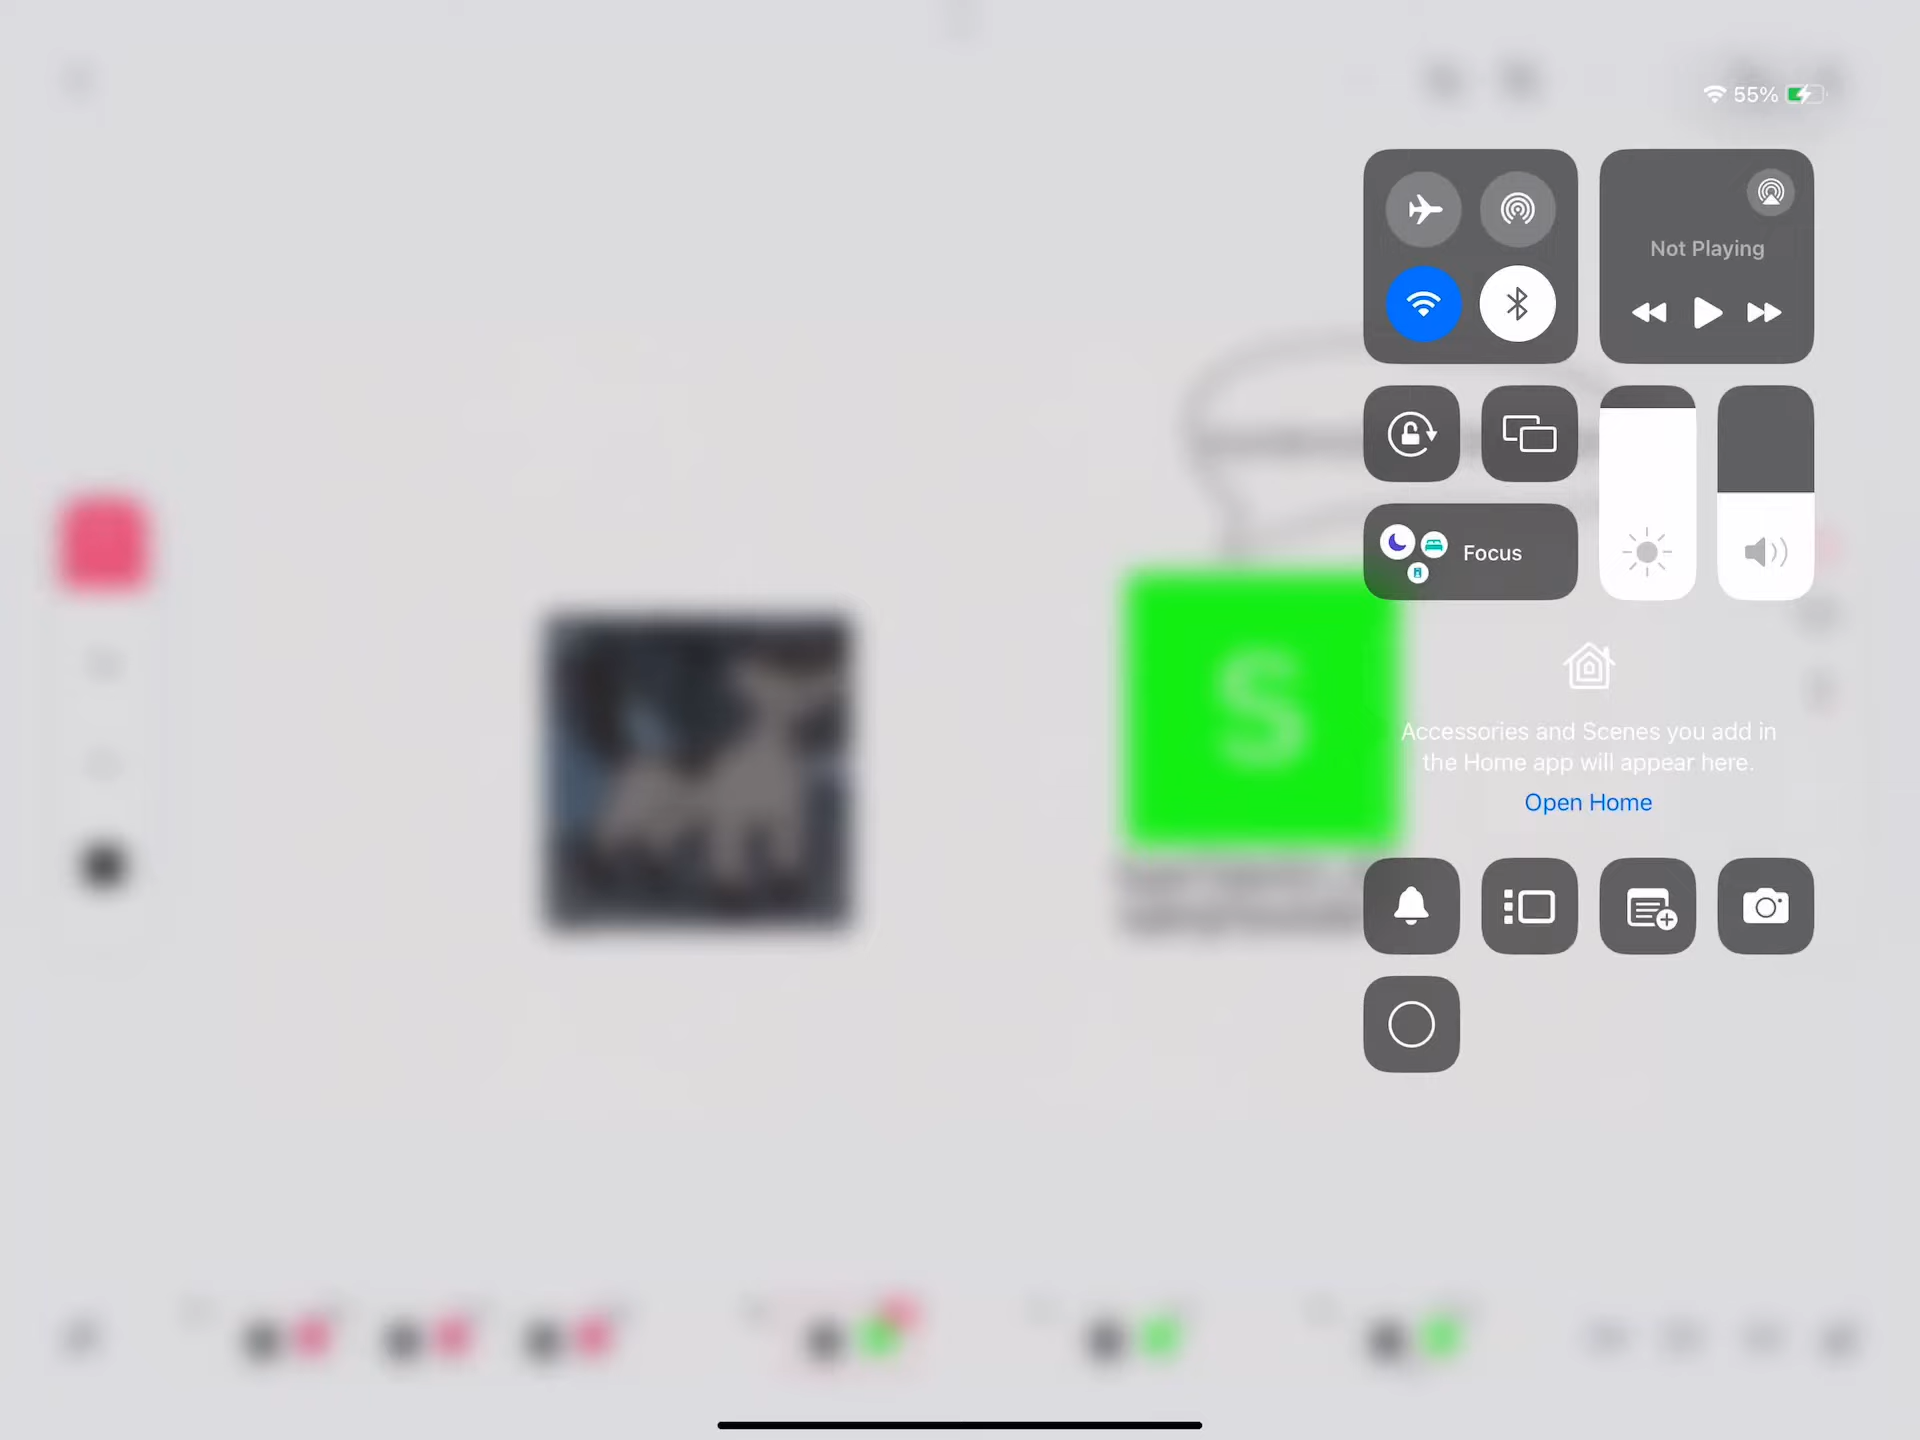 55%
Not Playing
Focus
S
Accessories and Scenes you add in
the Home app will appear here.
Open Home